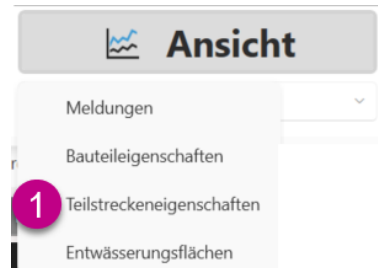 Ansicht
Meldungen
Bauteileigenschaften
1
Teilstreckeneigenschaften
Entwässerungsflächen